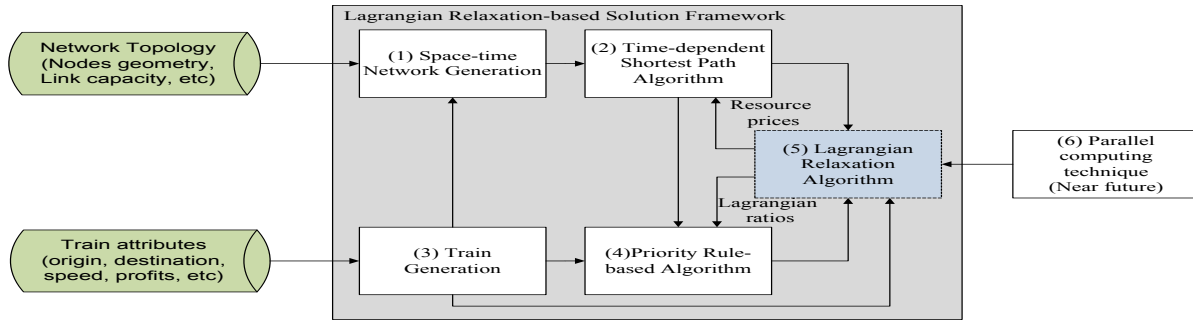 Lagrangian Relaxation-based Solution Framework
Network Topology
(Nodes geometry,
Link capacity, etc)
(1) Space-time
Network Generation
(2) Time-dependent
Shortest Path
Algorithm
Resource
prices
(5) Lagrangian
Relaxation
Algorithm
(6) Parallel
computing
technique
(Near future)
Lagrangian
ratios
Train attributes
(origin, destination,
speed, profits, etc)
(3) Train
Generation
(4)Priority Rule-
based Algorithm